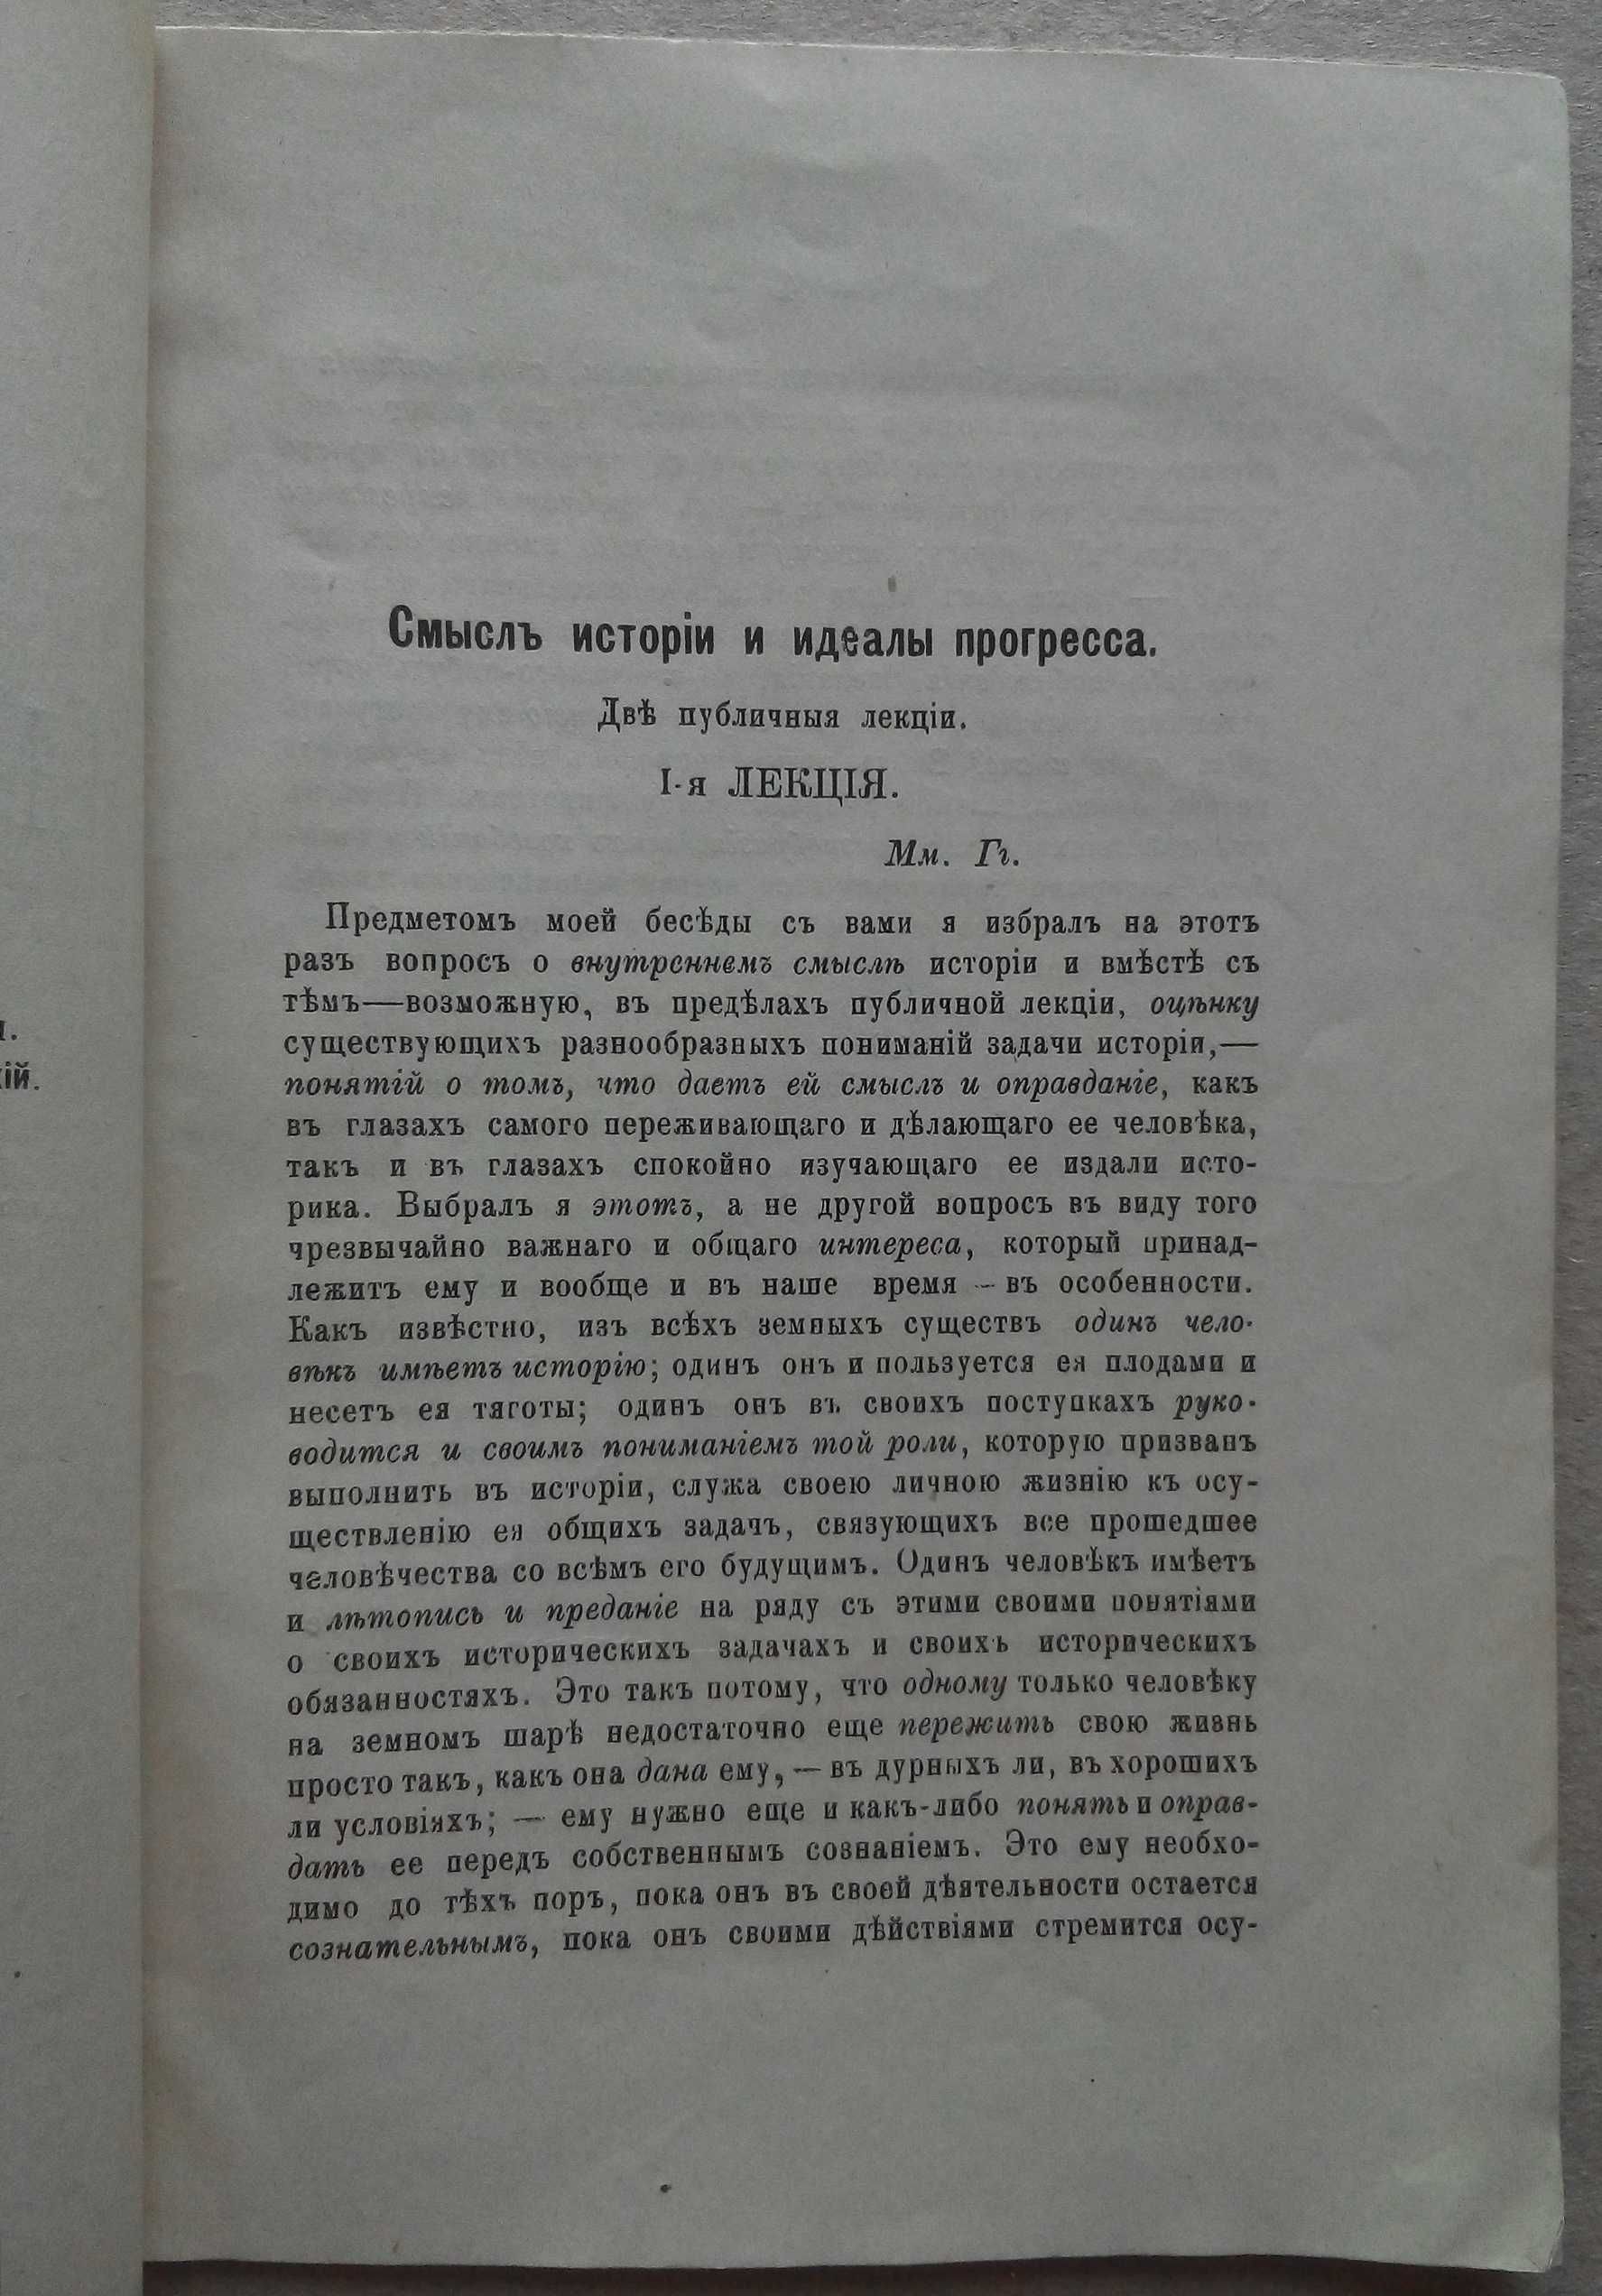 кій.
Смыслъ исторіи и идеалы прогресса.
Двѣ публичныя лекціи.
I-я ЛЕКЦІЯ.
Мм. Гг.
Предметомъ моей бесѣды съ вами я избралъ на этотъ
разъ вопросъ о внутреннемъ смыслѣ исторіи и вмѣстѣ съ
тѣмъ—возможную, въ предѣлахъ публичной лекціи, оцѣнку
существующихъ разнообразныхъ пониманій задачи исторіи,—
понятій о томъ, что даетъ ей смыслъ и оправданіе, какъ
въ глазахъ самого переживающаго и дѣлающаго ее человѣка,
такъ и въ глазахъ спокойно изучающаго ее издали исто-
рика. Выбралъ я этотъ, а не другой вопросъ въ виду того
чрезвычайно важнаго и общаго интереса, который принад-
лежитъ ему и вообще и въ наше время – въ особенности.
Какъ извѣстно, изъ всѣхъ земныхъ существъ одинъ чело-
вѣкъ имѣетъ исторію; одинъ онъ и пользуется ея плодами и
несетъ ея тяготы; одинъ онъ въ своихъ поступкахъ руко-
водится и своимъ пониманіемъ той роли, которую призванъ
выполнить въ исторіи, служа своею личною жизнію къ осу-
ществленію ея общихъ задачъ, связующихъ все прошедшее
человѣчества со всѣмъ его будущимъ. Одинъ человѣкъ имѣетъ
и лѣтопись и преданіе на ряду съ этими своими понятіями
о своихъ историческихъ задачахъ и своихъ историческихъ
обязанностяхъ. Это такъ потому, что одному только человѣку
на земномъ шарѣ недостаточно еще пережить свою жизнь
просто такъ, какъ она дана ему, — въ дурныхъ ли, въ хорошихъ
ли условіяхъ; — ему нужно еще и какъ-либо понять и оправ-
дать ее передъ собственнымъ сознаніемъ. Это ему необхо-
димо до тѣхъ поръ, пока онъ въ своей дѣятельности остается
сознательнымъ, пока онъ своими дѣйствіями стремится осу-